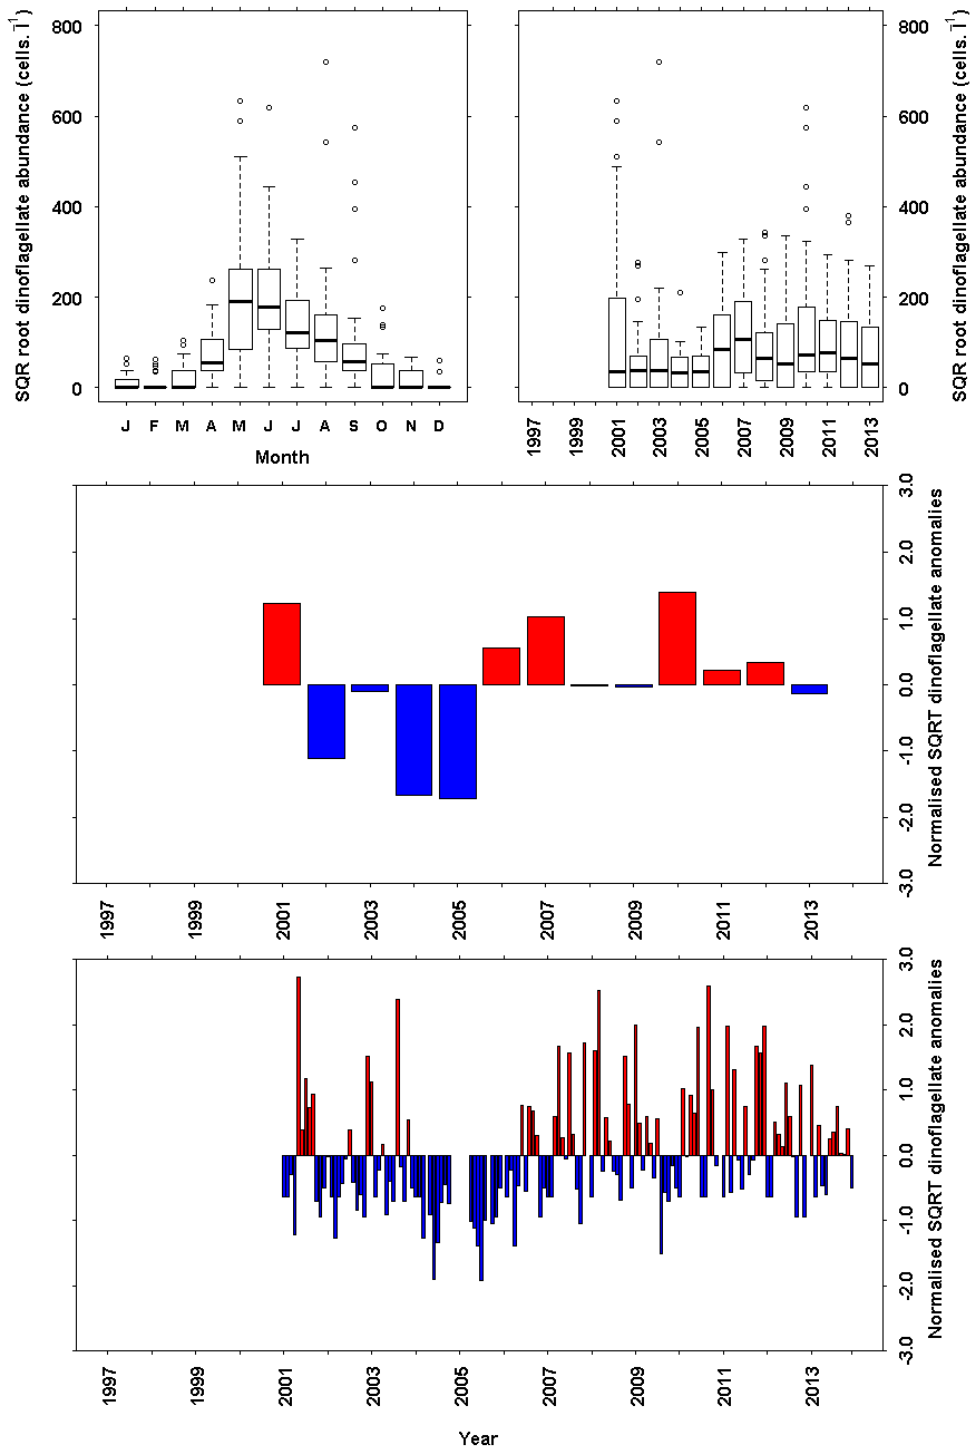 SQR root dinoflagellate abundance (cells. l⁻¹)
800
600
400
200
0
J F M A M J J A S O N D
Month
800
600
400
200
0
SQR root dinoflagellate abundance (cells. l⁻¹)
1997 1999 2001 2003 2005 2007 2009 2011 2013
3.0
2.0
1.0
0.0
-1.0
-2.0
-3.0
Normalised SQRT dinoflagellate anomalies
1997 1999 2001 2003 2005 2007 2009 2011 2013
3.0
2.0
1.0
0.0
-1.0
-2.0
-3.0
Normalised SQRT dinoflagellate anomalies
1997 1999 2001 2003 2005 2007 2009 2011 2013
Year